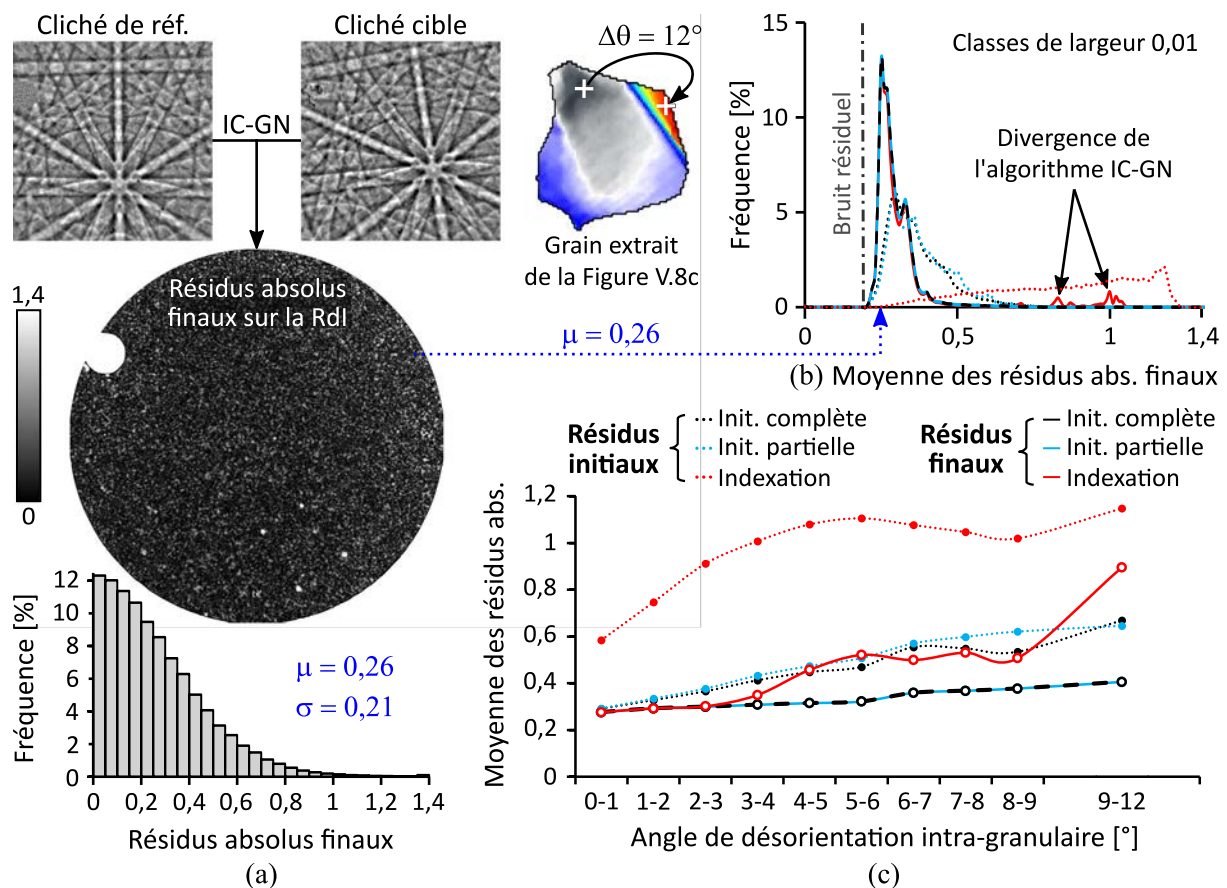 Cliché de réf.
Cliché cible
IC-GN
Δθ = 12°
Grain extrait
de la Figure V.8c
Résidus absolus
finaux sur la RdI
1,4
0
μ = 0,26
Fréquence [%]
12
10
8
6
4
2
0
μ = 0,26
σ = 0,21
0 0,2 0,4 0,6 0,8 1 1,2 1,4
Résidus absolus finaux
(a)
Fréquence [%]
15
10
5
0
Bruit résiduel
Classes de largeur 0,01
Divergence de
l'algorithme IC-GN
0 0,5 1 1,4
(b) Moyenne des résidus abs. finaux
Résidus
initiaux
Init. complète
Init. partielle
Indexation
Résidus
finaux
Init. complète
Init. partielle
Indexation
Moyenne des résidus abs.
1,2
1
0,8
0,6
0,4
0,2
0
0-1 1-2 2-3 3-4 4-5 5-6 6-7 7-8 8-9 9-12
Angle de désorientation intra-granulaire [°]
(c)